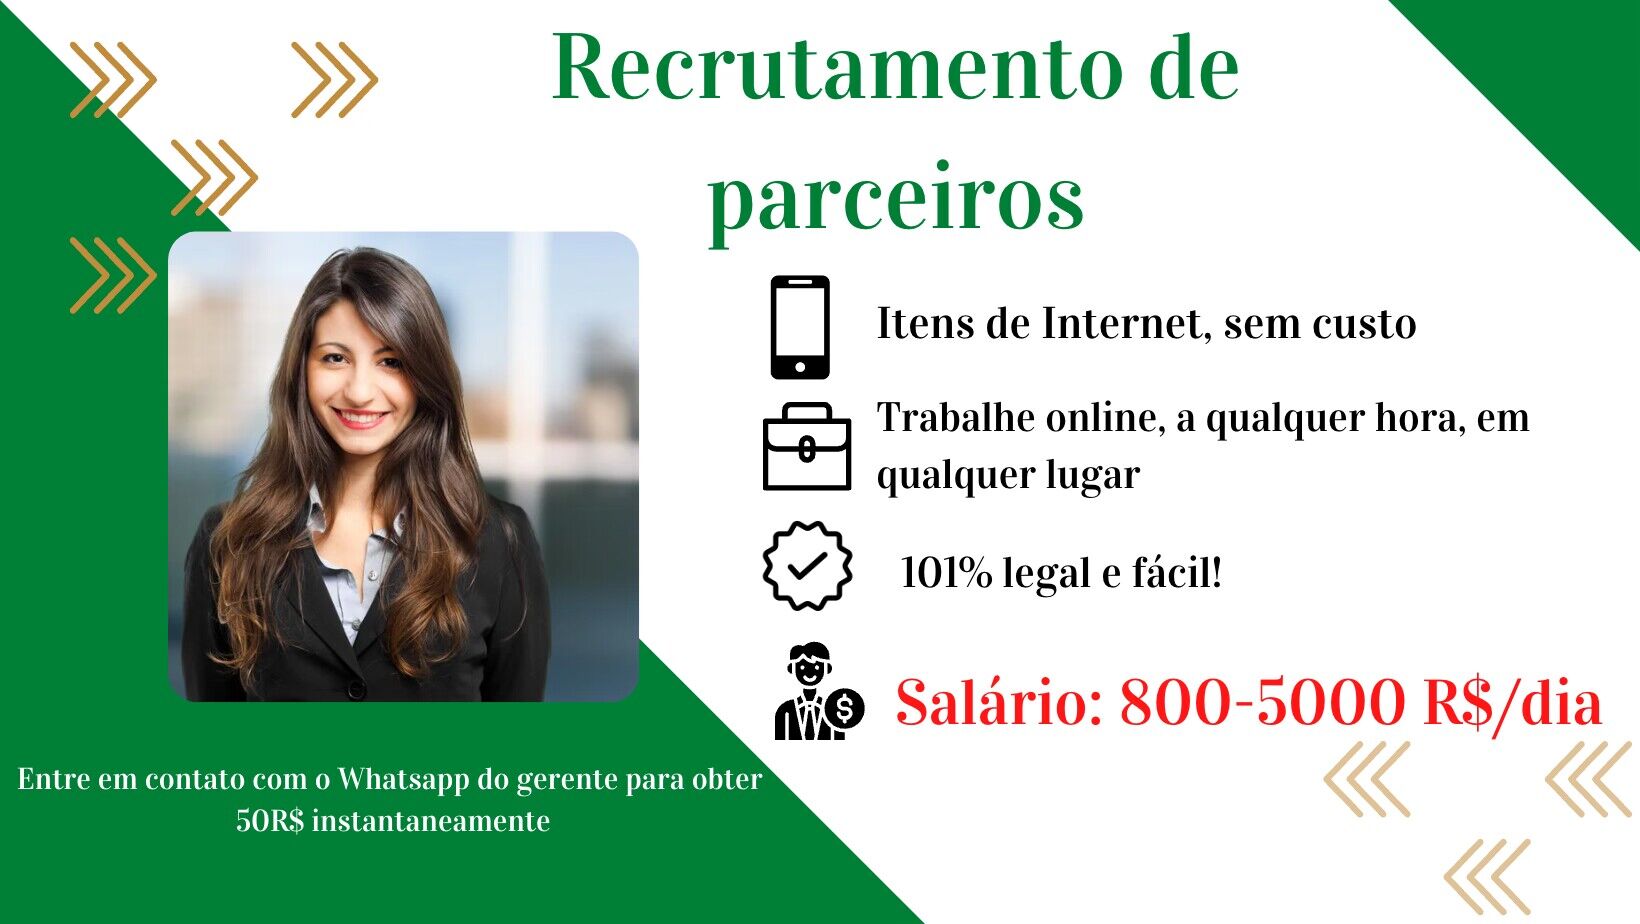 Recrutamento de
parceiros
Itens de Internet, sem custo
Trabalhe online, a qualquer hora, em
qualquer lugar
101% legal e fácil!
Salário: 800-5000 R$/dia
Entre em contato com o Whatsapp do gerente para obter
50R$ instantaneamente